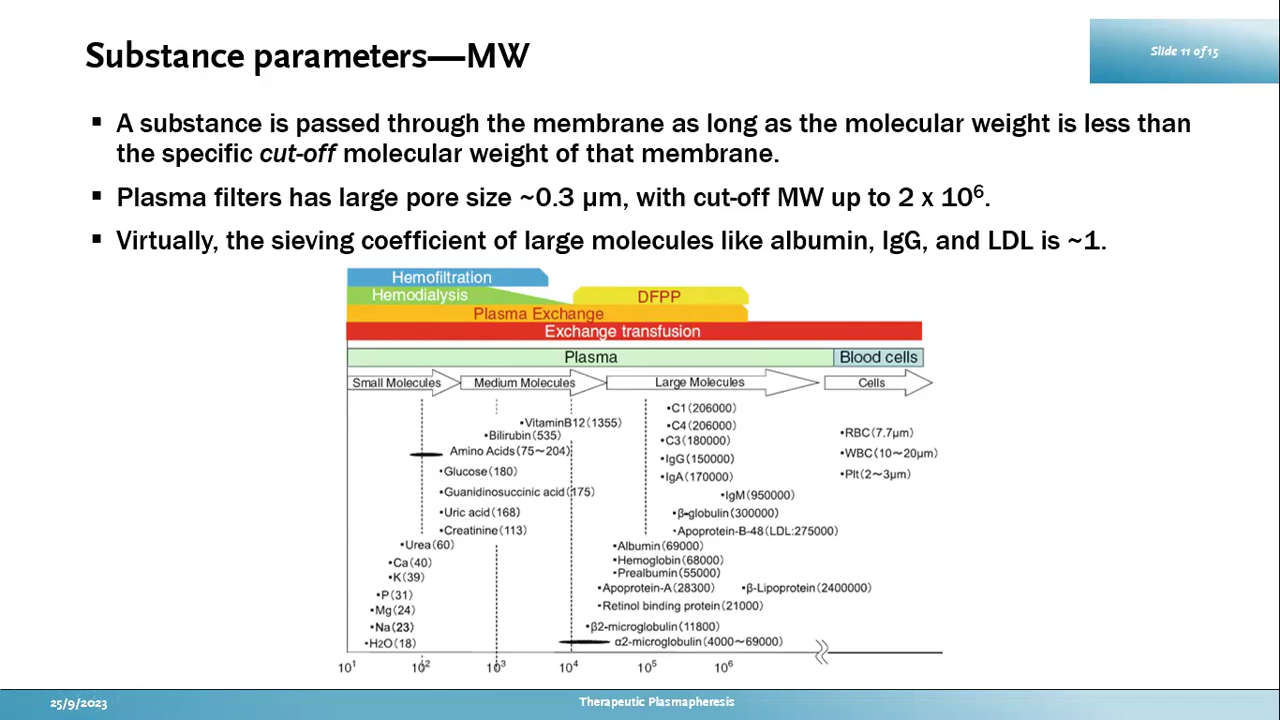 Substance parameters—MW
Slide 11 of 15
▪ A substance is passed through the membrane as long as the molecular weight is less than
the specific cut-off molecular weight of that membrane.
▪ Plasma filters has large pore size ~0.3 µm, with cut-off MW up to 2 x 10⁶.
▪ Virtually, the sieving coefficient of large molecules like albumin, IgG, and LDL is ~1.
Hemofiltration
Hemodialysis
DFPP
Plasma Exchange
Exchange transfusion
Plasma
Blood cells
Small Molecules
Medium Molecules
Large Molecules
Cells
•C1(206000)
•VitaminB12(1355)
•C4(206000)
•RBC(7.7µm)
•Bilirubin(535)
•C3(180000)
Amino Acids(75～204)
•IgG(150000)
•WBC(10～20µm)
•Glucose(180)
•IgA(170000)
•Plt(2～3µm)
•Guanidinosuccinic acid(175)
•IgM(950000)
•Uric acid(168)
•β-globulin(300000)
•Creatinine(113)
•Apoprotein-B-48(LDL:275000)
•Urea(60)
•Albumin(69000)
•Ca(40)
•Hemoglobin(68000)
•K(39)
•Prealbumin(55000)
•Apoprotein-A(28300)
•β-Lipoprotein(2400000)
•P(31)
•Retinol binding protein(21000)
•Mg(24)
•Na(23)
•β2-microglobulin(11800)
•H2O(18)
α2-microglobulin(4000～69000)
10¹ 10² 10³ 10⁴ 10⁵ 10⁶
25/9/2023
Therapeutic Plasmapheresis